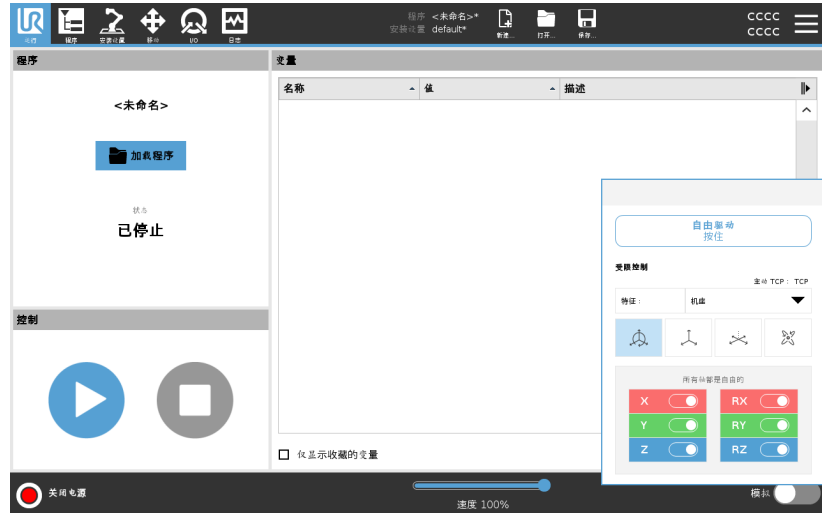 程序 <未命名>*
安装设置 default*
CCCC
CCCC
运行
程序
安装设置
移动
I/O
日志
新建...
打开...
保存...
程序
<未命名>
加载程序
状态
已停止
控制
变量
名称
值
描述
仅显示收藏的变量
自由驱动
按住
受限控制
主动 TCP： TCP
特征：
机座
所有轴都是自由的
X
RX
Y
RY
Z
RZ
关闭电源
速度 100%
模拟